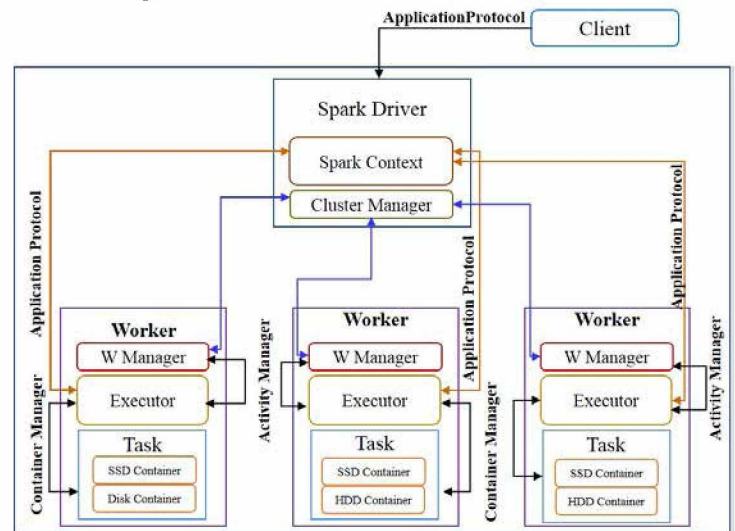 ApplicationProtocol
Client
Spark Driver
Spark Context
Cluster Manager
Application Protocol
Application Protocol
Application Protocol
Worker
W Manager
Executor
Task
SSD Container
Disk Container
Container Manager
Activity Manager
Worker
W Manager
Executor
Task
SSD Container
HDD Container
Container Manager
Worker
W Manager
Executor
Task
SSD Container
HDD Container
Activity Manager